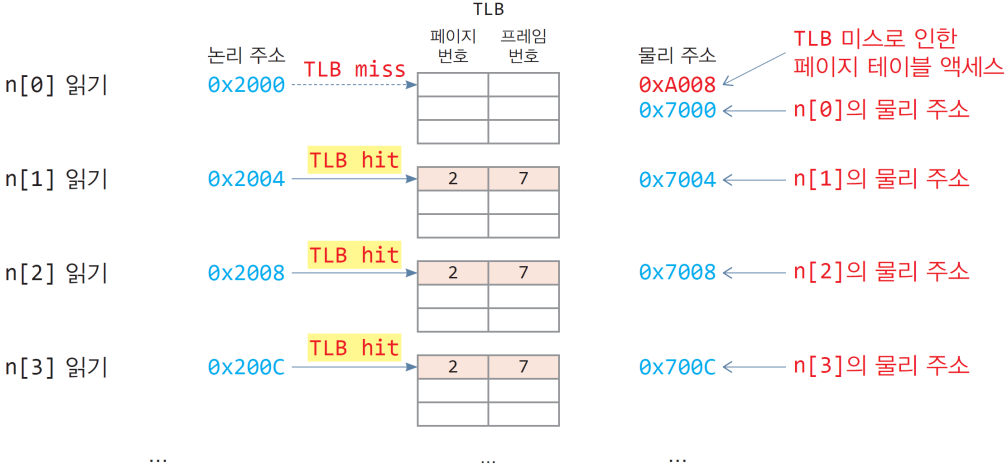 TLB
페이지 번호
프레임 번호
논리 주소
물리 주소
TLB 미스로 인한
페이지 테이블 액세스
n[0] 읽기
0x2000
TLB miss
0xA008
0x7000
n[0]의 물리 주소
n[1] 읽기
0x2004
TLB hit
2 7
0x7004
n[1]의 물리 주소
n[2] 읽기
0x2008
TLB hit
2 7
0x7008
n[2]의 물리 주소
n[3] 읽기
0x200C
TLB hit
2 7
0x700C
n[3]의 물리 주소
... ... ...